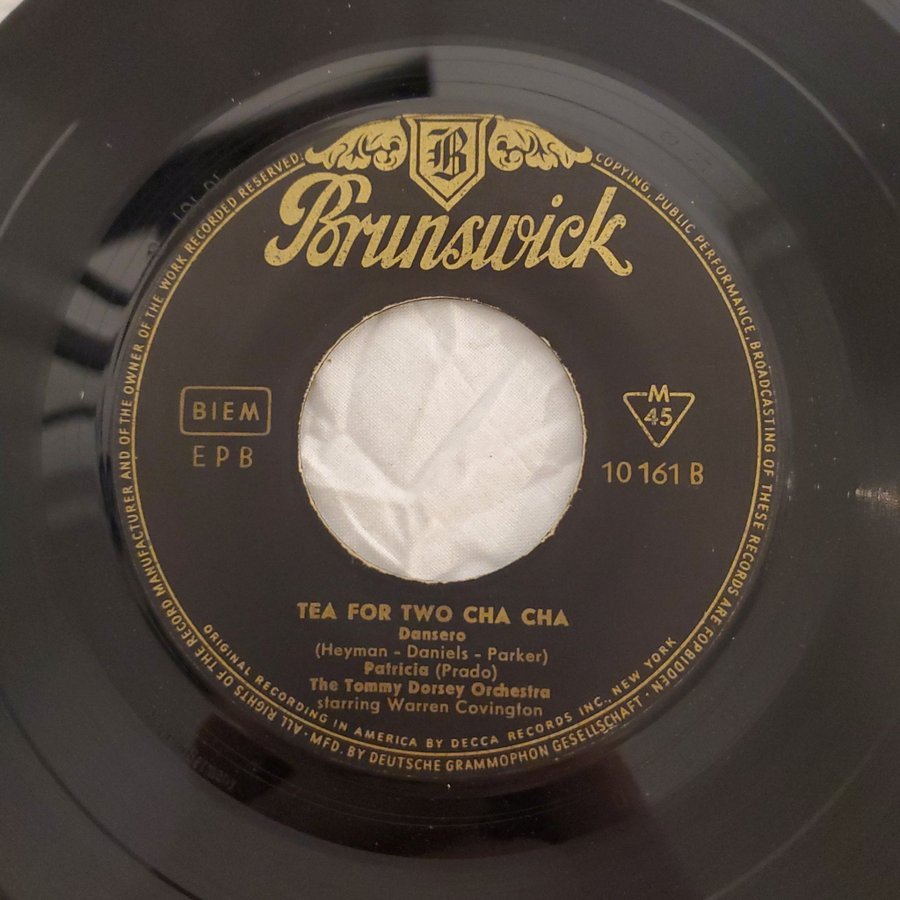 B
Brunswick
BIEM
EPB
M
45
10 161 B
TEA FOR TWO CHA CHA
Dansero
(Heyman - Daniels - Parker)
Patricia (Prado)
The Tommy Dorsey Orchestra
starring Warren Covington
ORIGINAL RECORDING IN AMERICA BY DECCA RECORDS INC., NEW YORK
ALL RIGHTS OF THE RECORD MANUFACTURER AND OF THE OWNER OF THE WORK RECORDED RESERVED.
COPYING, PUBLIC PERFORMANCE, BROADCASTING OF THESE RECORDS ARE FORBIDDEN
· MFD. BY DEUTSCHE GRAMMOPHON GESELLSCHAFT ·